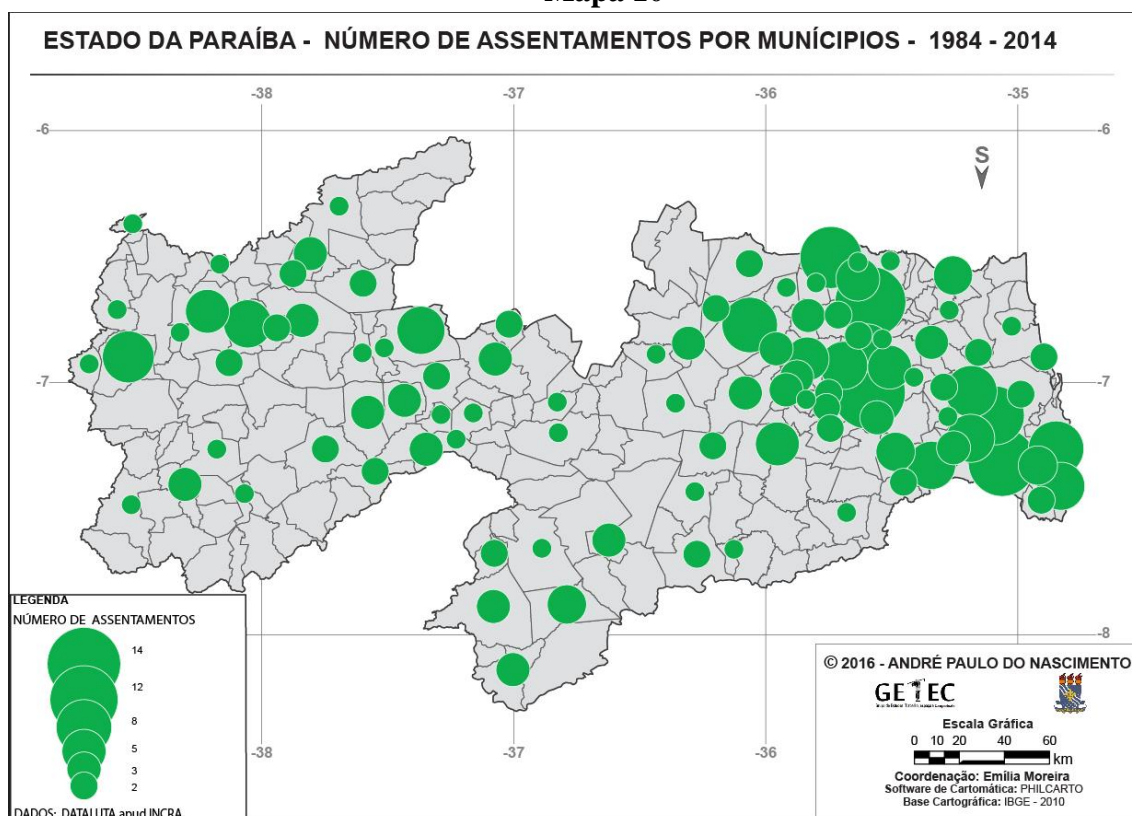 Mapa 10
ESTADO DA PARAÍBA - NÚMERO DE ASSENTAMENTOS POR MUNÍCIPIOS - 1984 - 2014
-38 -37 -36 -35
-6 -6
S
-7 -7
-8
-38 -37 -36 -35
LEGENDA
NÚMERO DE ASSENTAMENTOS
14
12
8
5
3
2
DADOS: DATALUTA apud INCRA
© 2016 - ANDRÉ PAULO DO NASCIMENTO
GETEC
Escala Gráfica
0 10 20 40 60
km
Coordenação: Emília Moreira
Software de Cartomática: PHILCARTO
Base Cartográfica: IBGE - 2010